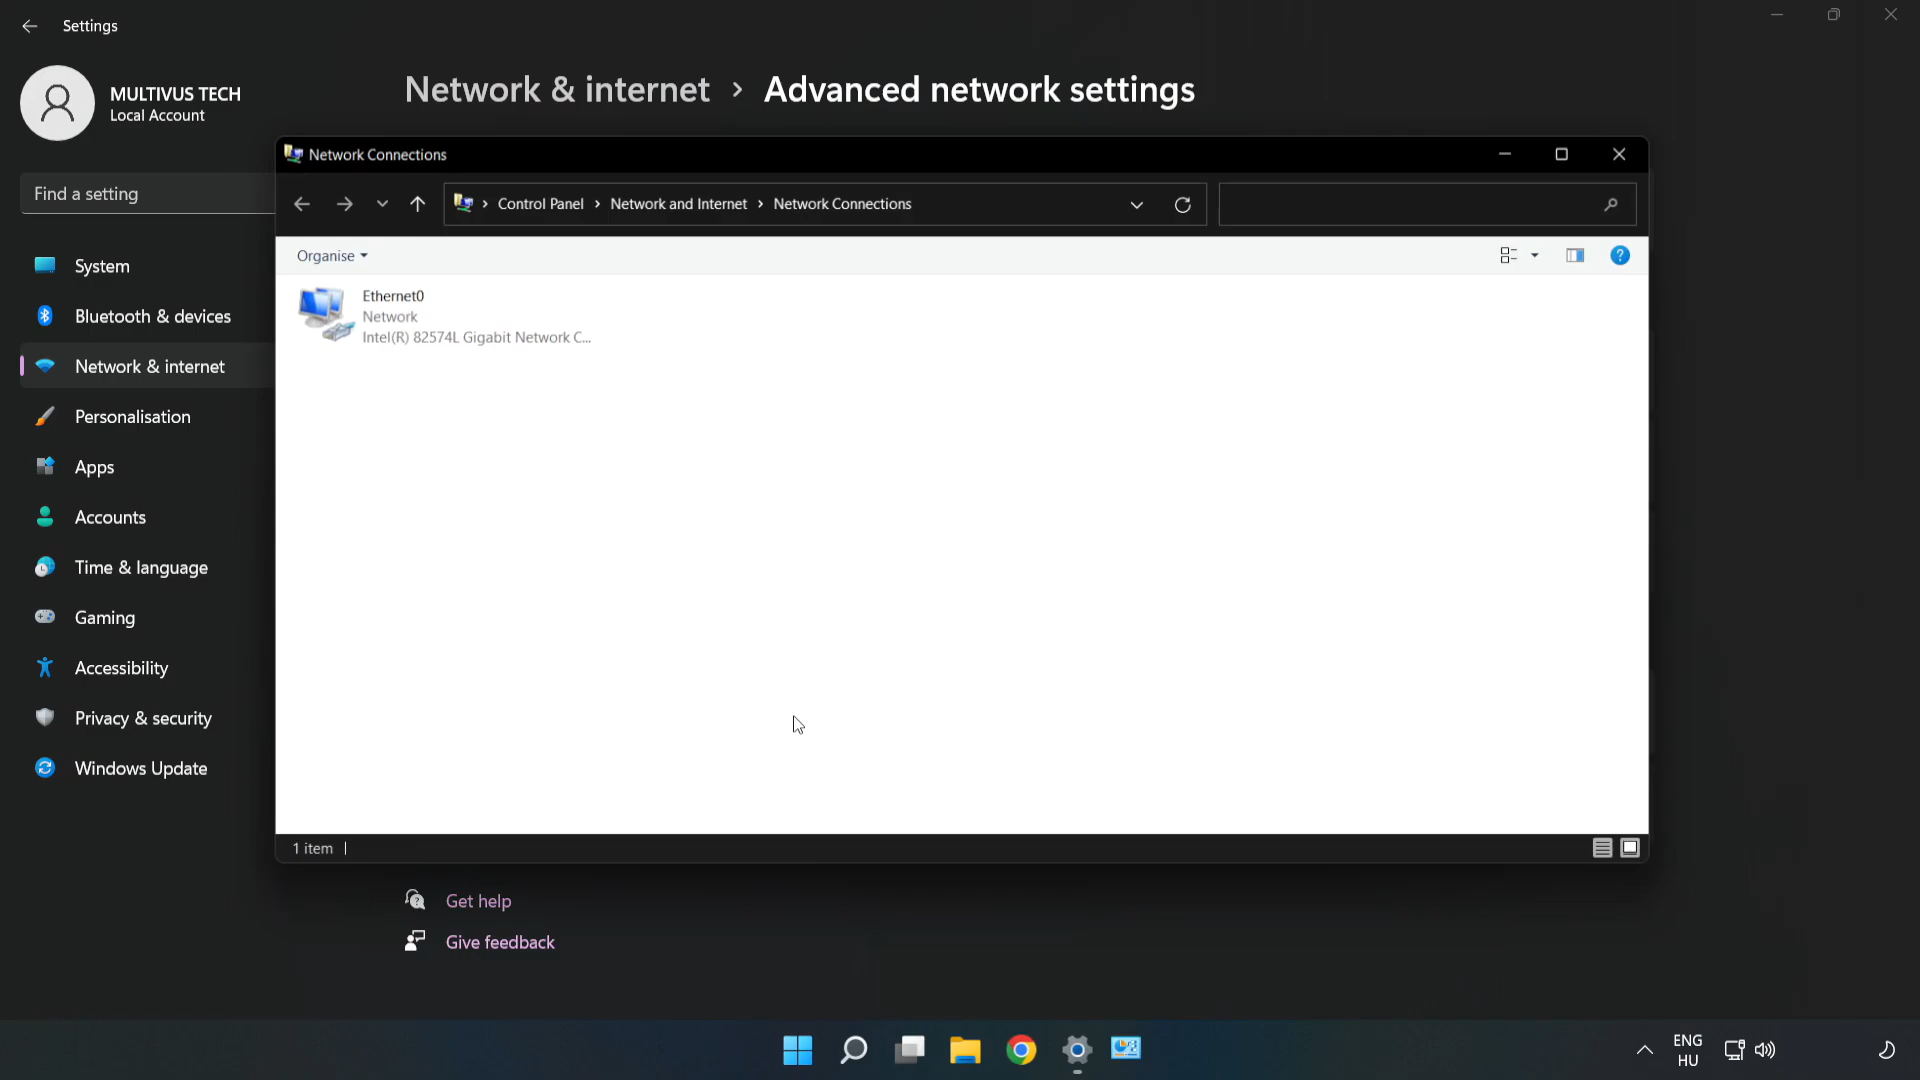 Settings
MULTIVUS TECH
Local Account
Network & internet > Advanced network settings
Find a setting
System
Bluetooth & devices
Network & internet
Personalisation
Apps
Accounts
Time & language
Gaming
Accessibility
Privacy & security
Windows Update
Network Connections
Control Panel > Network and Internet > Network Connections
Organise
Ethernet0
Network
Intel(R) 82574L Gigabit Network C...
1 item
Get help
Give feedback
ENG
HU